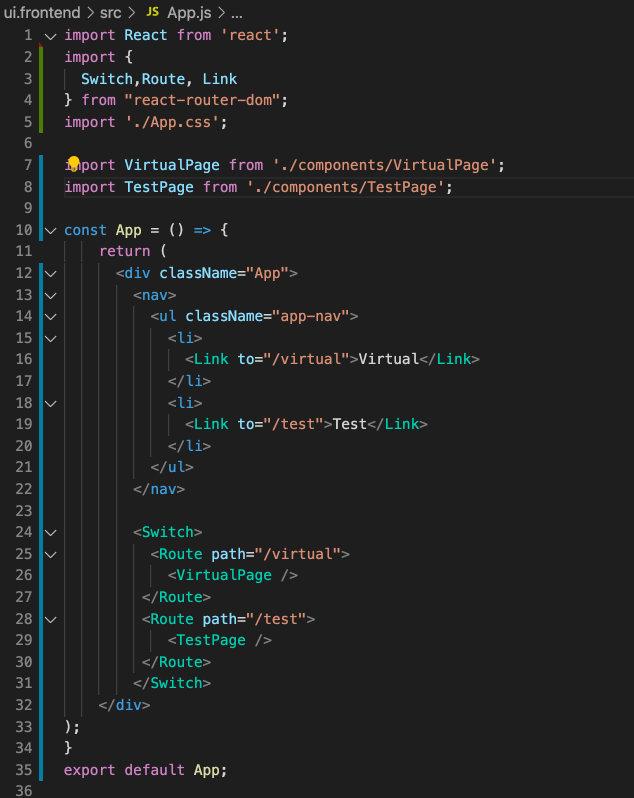 ui.frontend > src > JS App.js > ...
1 import React from 'react';
2 import {
3   Switch,Route, Link
4 } from "react-router-dom";
5 import './App.css';
6
7 import VirtualPage from './components/VirtualPage';
8 import TestPage from './components/TestPage';
9
10 const App = () => {
11     return (
12       <div className="App">
13         <nav>
14           <ul className="app-nav">
15             <li>
16               <Link to="/virtual">Virtual</Link>
17             </li>
18             <li>
19               <Link to="/test">Test</Link>
20             </li>
21           </ul>
22         </nav>
23
24         <Switch>
25           <Route path="/virtual">
26             <VirtualPage />
27          </Route>
28          <Route path="/test">
29             <TestPage />
30          </Route>
31         </Switch>
32     </div>
33 );
34 }
35 export default App;
36